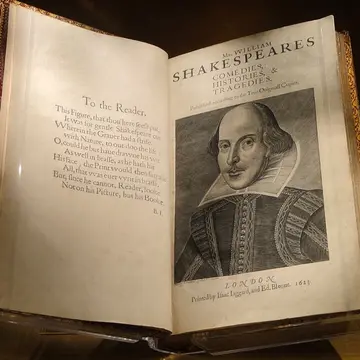 To the Reader.
This Figure, that thou here seest put,
It was for gentle Shakespeare cut;
Wherein the Grauer had a strife
with Nature, to out-doo the life:
O, could he but haue drawne his wit
As well in brasse, as he hath hit
His face; the Print would then surpasse
All, that was euer writ in brasse.
But, since he cannot, Reader, looke
Not on his Picture, but his Booke.
B. I.
Mr. WILLIAM
SHAKESPEARES
COMEDIES,
HISTORIES, &
TRAGEDIES.
Published according to the True Originall Copies.
LONDON
Printed by Isaac Iaggard, and Ed. Blount. 1623